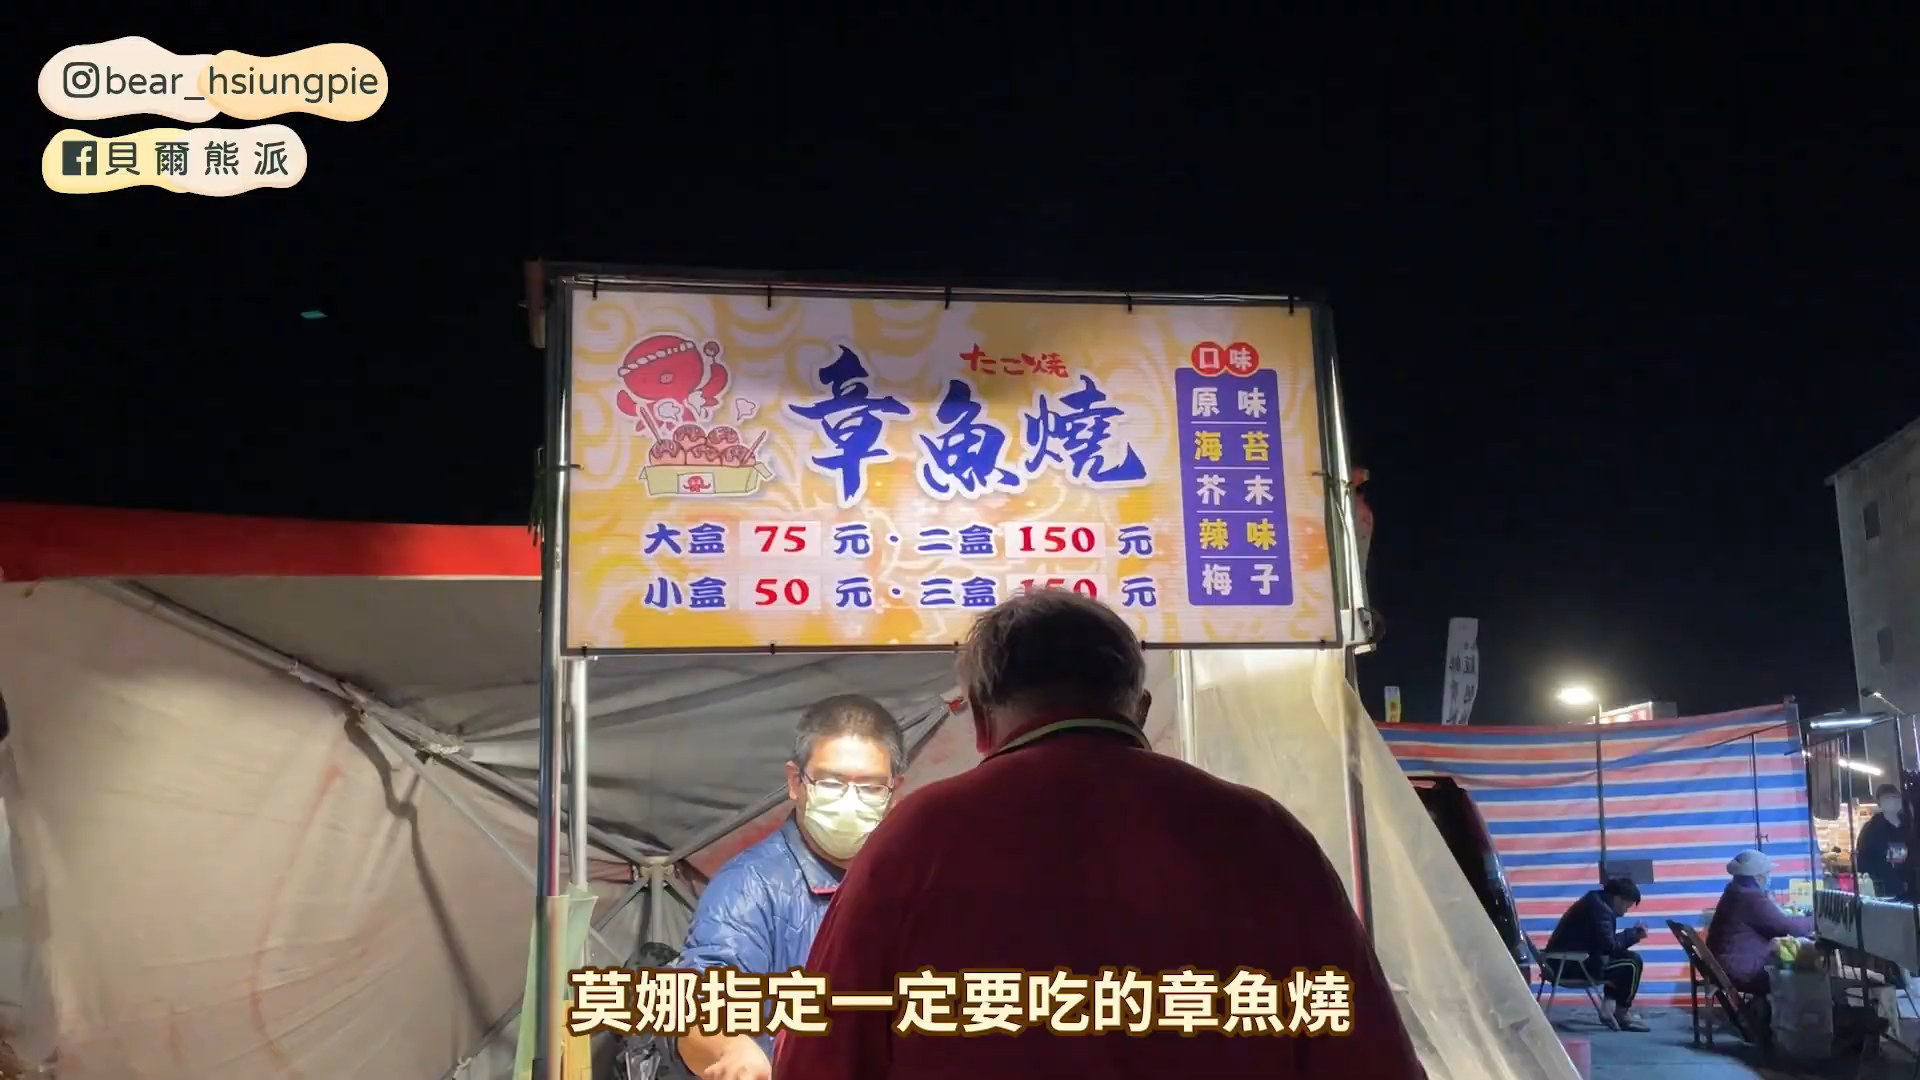 bear_hsiungpie
貝爾熊派
たこ焼
章魚燒
大盒 75 元・二盒 150 元
小盒 50 元・三盒 150 元
口味
原味
海苔
芥末
辣味
梅子
莫娜指定一定要吃的章魚燒